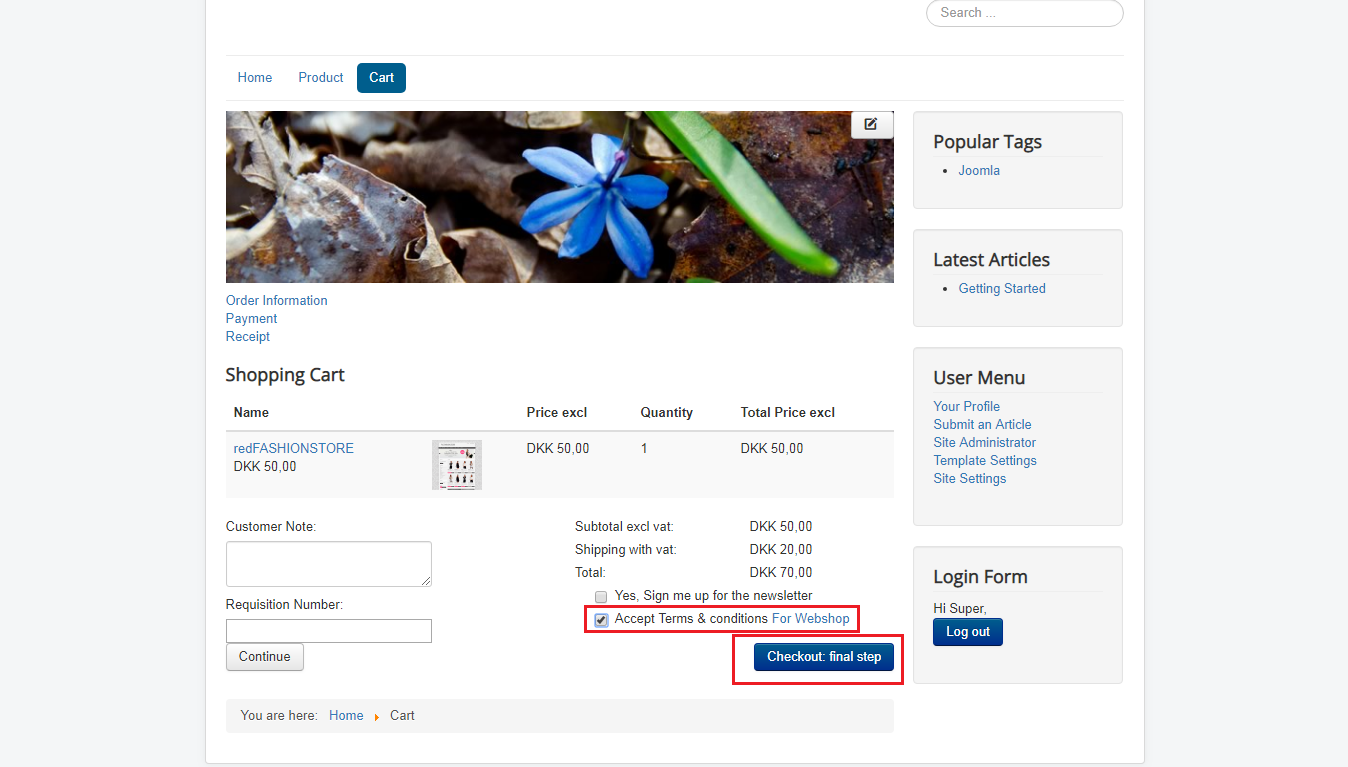 Search ...
Home Product Cart
Order Information
Payment
Receipt
Shopping Cart
Name Price excl Quantity Total Price excl
redFASHIONSTORE DKK 50,00 1 DKK 50,00
DKK 50,00
Customer Note:
Requisition Number:
Continue
Subtotal excl vat: DKK 50,00
Shipping with vat: DKK 20,00
Total: DKK 70,00
Yes, Sign me up for the newsletter
Accept Terms & conditions For Webshop
Checkout: final step
You are here: Home Cart
Popular Tags
Joomla
Latest Articles
Getting Started
User Menu
Your Profile
Submit an Article
Site Administrator
Template Settings
Site Settings
Login Form
Hi Super,
Log out